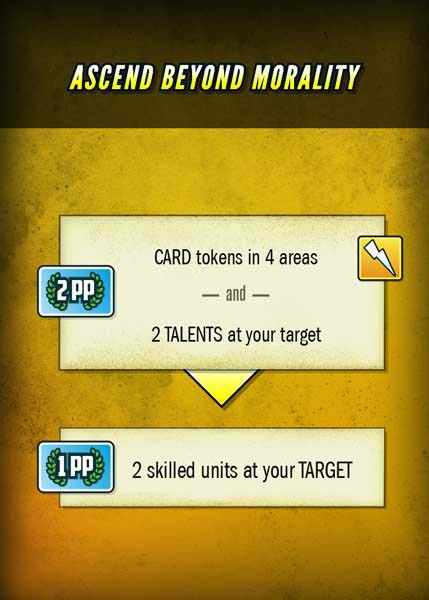 ASCEND BEYOND MORALITY
CARD tokens in 4 areas
— and —
2 PP
2 TALENTS at your target
1 PP
2 skilled units at your TARGET